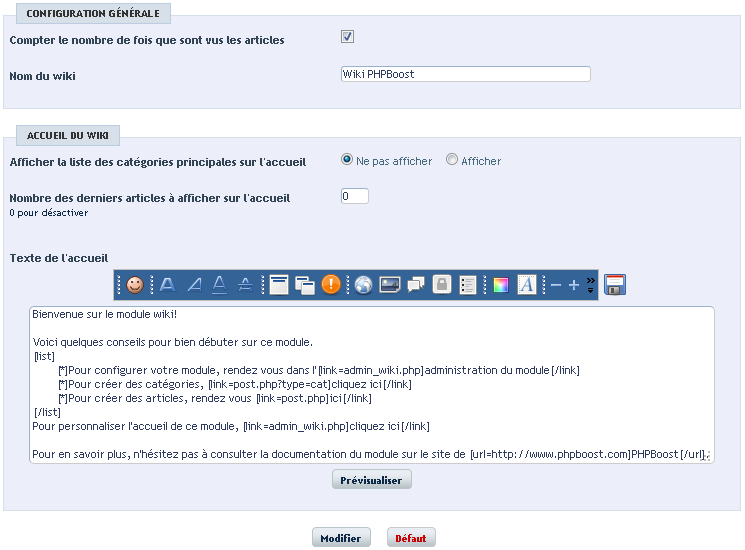 CONFIGURATION GÉNÉRALE
Compter le nombre de fois que sont vus les articles
Nom du wiki
Wiki PHPBoost
ACCUEIL DU WIKI
Afficher la liste des catégories principales sur l'accueil
Ne pas afficher
Afficher
Nombre des derniers articles à afficher sur l'accueil
0
0 pour désactiver
Texte de l'accueil
Bienvenue sur le module wiki!
Voici quelques conseils pour bien débuter sur ce module.
[list]
[*]Pour configurer votre module, rendez vous dans l'[link=admin_wiki.php]administration du module[/link]
[*]Pour créer des catégories, [link=post.php?type=cat]cliquez ici[/link]
[*]Pour créer des articles, rendez vous [link=post.php]ici[/link]
[/list]
Pour personnaliser l'accueil de ce module, [link=admin_wiki.php]cliquez ici[/link]
Pour en savoir plus, n'hésitez pas à consulter la documentation du module sur le site de [url=http://www.phpboost.com]PHPBoost[/url].
Prévisualiser
Modifier
Défaut